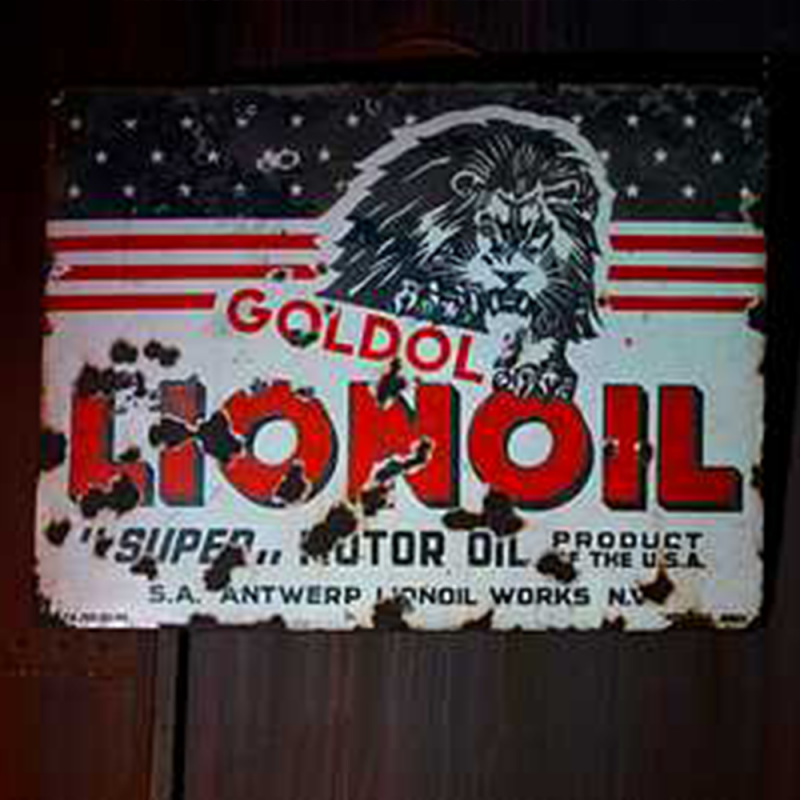 GOLDOL
LIONOIL
"SUPER„ MOTOR OIL PRODUCT
OF THE U.S.A.
S.A. ANTWERP LIONOIL WORKS N.V.